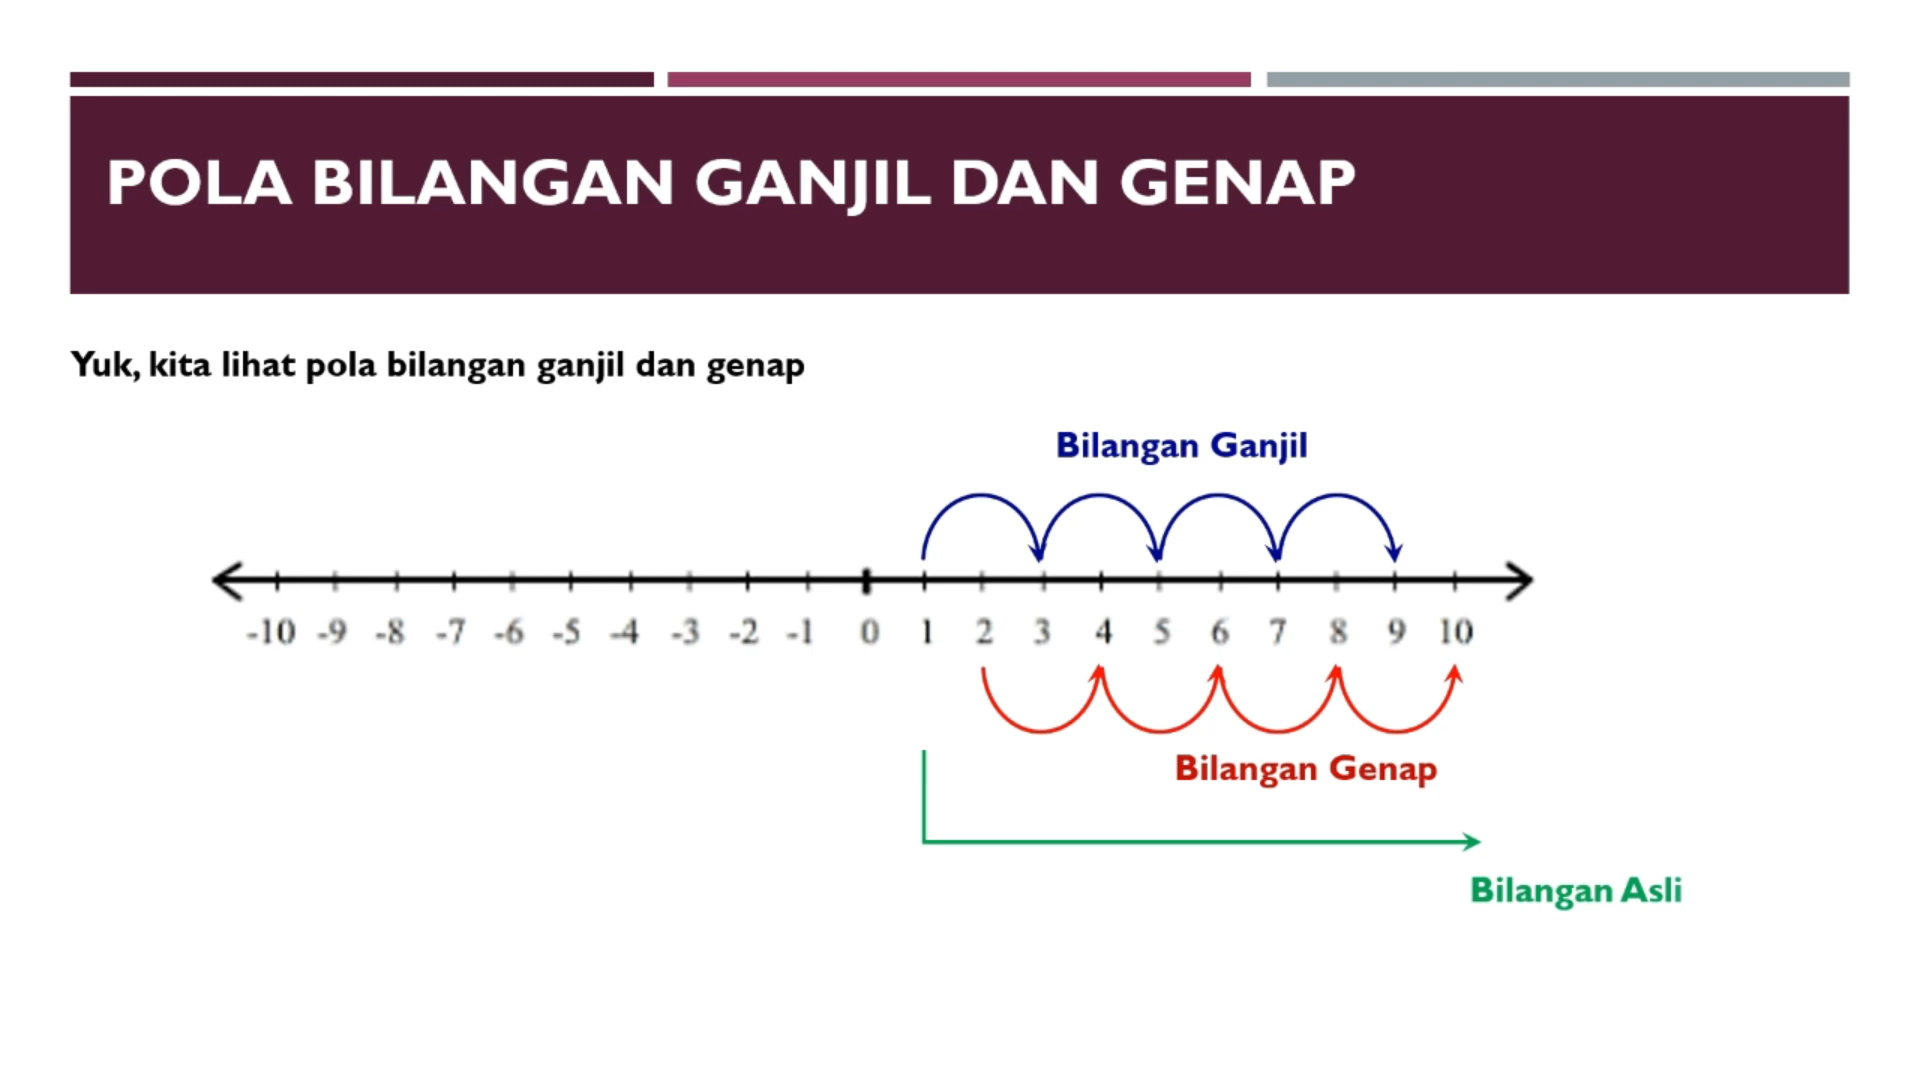 POLA BILANGAN GANJIL DAN GENAP
Yuk, kita lihat pola bilangan ganjil dan genap
Bilangan Ganjil
-10 -9 -8 -7 -6 -5 -4 -3 -2 -1 0 1 2 3 4 5 6 7 8 9 10
Bilangan Genap
Bilangan Asli